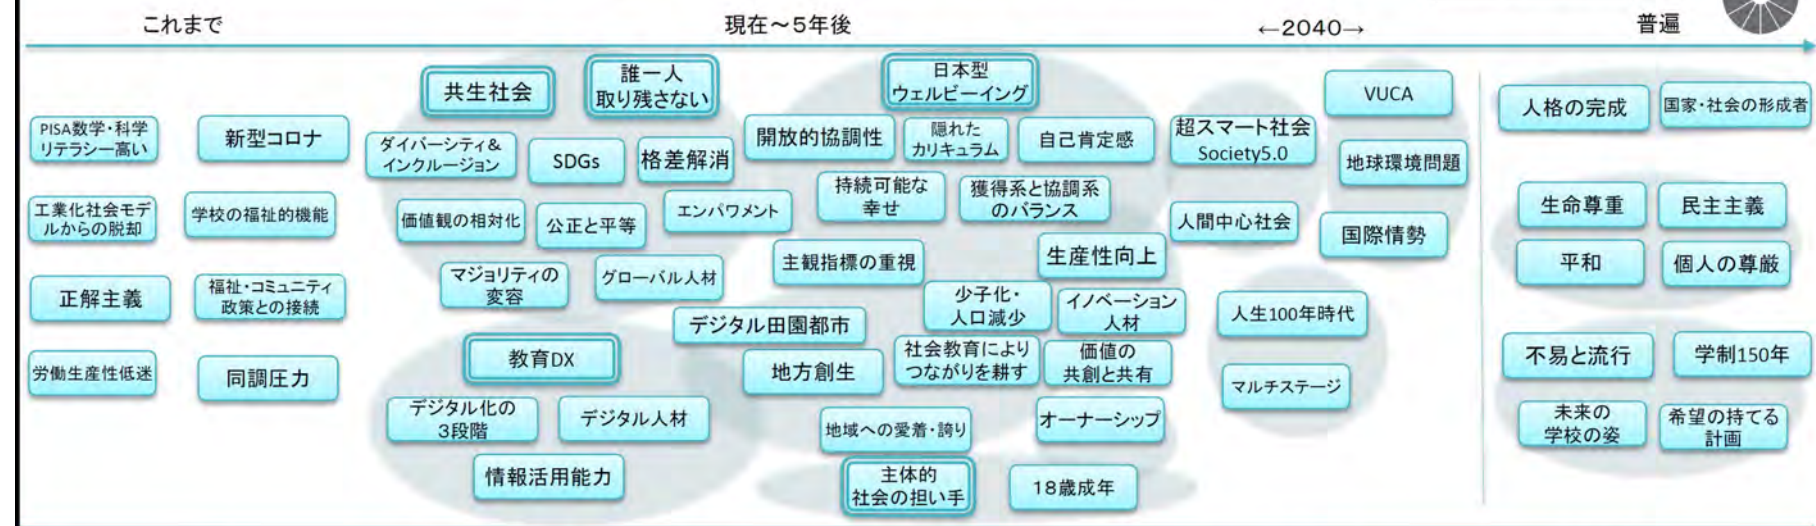 これまで
現在～5年後
←2040→
普遍
PISA数学・科学
リテラシー高い
新型コロナ
工業化社会モデ
ルからの脱却
学校の福祉的機能
正解主義
福祉・コミュニティ
政策との接続
労働生産性低迷
同調圧力
共生社会
誰一人
取り残さない
ダイバーシティ&
インクルージョン
SDGs
格差解消
価値観の相対化
公正と平等
エンパワメント
マジョリティの
変容
グローバル人材
日本型
ウェルビーイング
開放的協調性
隠れた
カリキュラム
自己肯定感
持続可能な
幸せ
獲得系と協調系
のバランス
主観指標の重視
生産性向上
少子化・
人口減少
イノベーション
人材
デジタル田園都市
地方創生
社会教育により
つながりを耕す
価値の
共創と共有
地域への愛着・誇り
オーナーシップ
教育DX
デジタル化の
３段階
デジタル人材
情報活用能力
主体的
社会の担い手
１８歳成年
超スマート社会
Society5.0
人間中心社会
VUCA
地球環境問題
国際情勢
人生100年時代
マルチステージ
人格の完成
国家・社会の形成者
生命尊重
民主主義
平和
個人の尊厳
不易と流行
学制150年
未来の
学校の姿
希望の持てる
計画